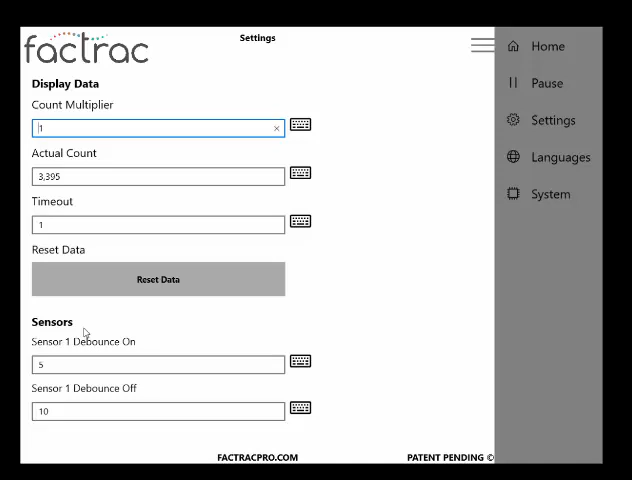 factrac
Settings
Display Data
Count Multiplier
1
Actual Count
3,395
Timeout
1
Reset Data
Reset Data
Sensors
Sensor 1 Debounce On
5
Sensor 1 Debounce Off
10
FACTRACPRO.COM
PATENT PENDING ©
Home
Pause
Settings
Languages
System